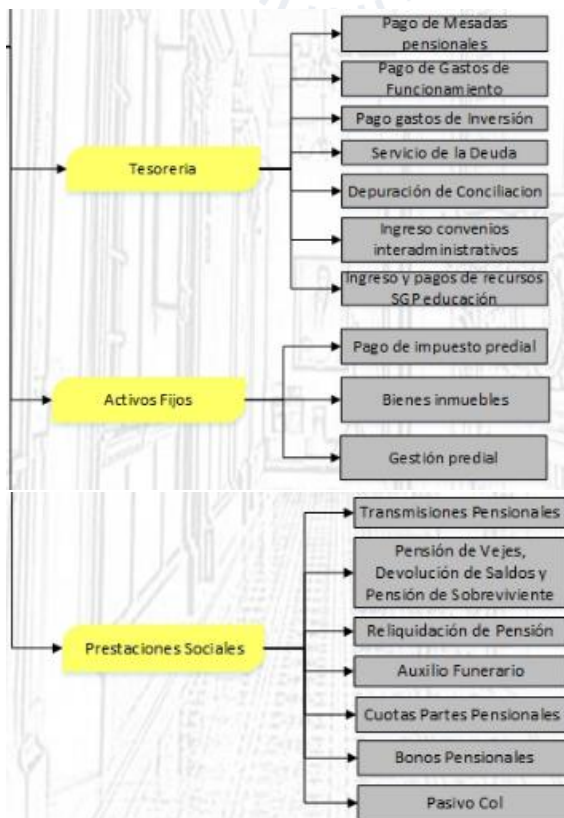 Pago de Mesadas
pensionales
Pago de Gastos de
Funcionamiento
Pago gastos de Inversión
Tesoreria
Servicio de la Deuda
Depuración de Conciliacion
Ingreso convenios
interadministrativos
Ingreso y pagos de recursos
SGP educación
Pago de impuesto predial
Activos Fijos
Bienes inmuebles
Gestión predial
Transmisiones Pensionales
Pensión de Vejes,
Devolución de Saldos y
Pensión de Sobreviviente
Reliquidación de Pensión
Prestaciones Sociales
Auxilio Funerario
Cuotas Partes Pensionales
Bonos Pensionales
Pasivo Col